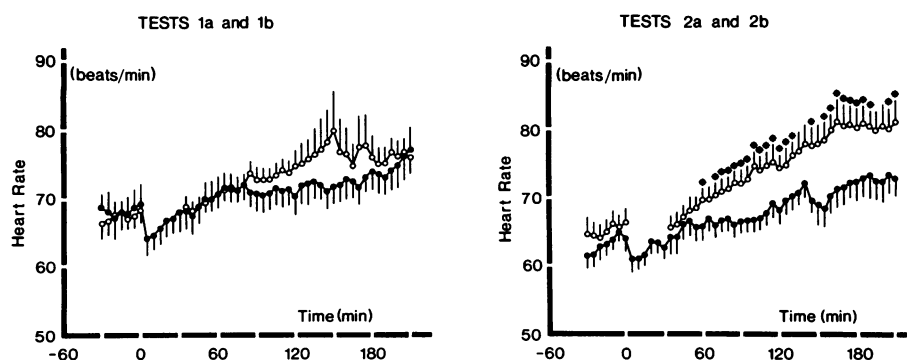 TESTS 1a and 1b
90
(beats/min)
80
70
60
50
Heart Rate
Time (min)
-60 0 60 120 180
TESTS 2a and 2b
90
(beats/min)
80
70
60
50
Heart Rate
Time (min)
-60 0 60 120 180